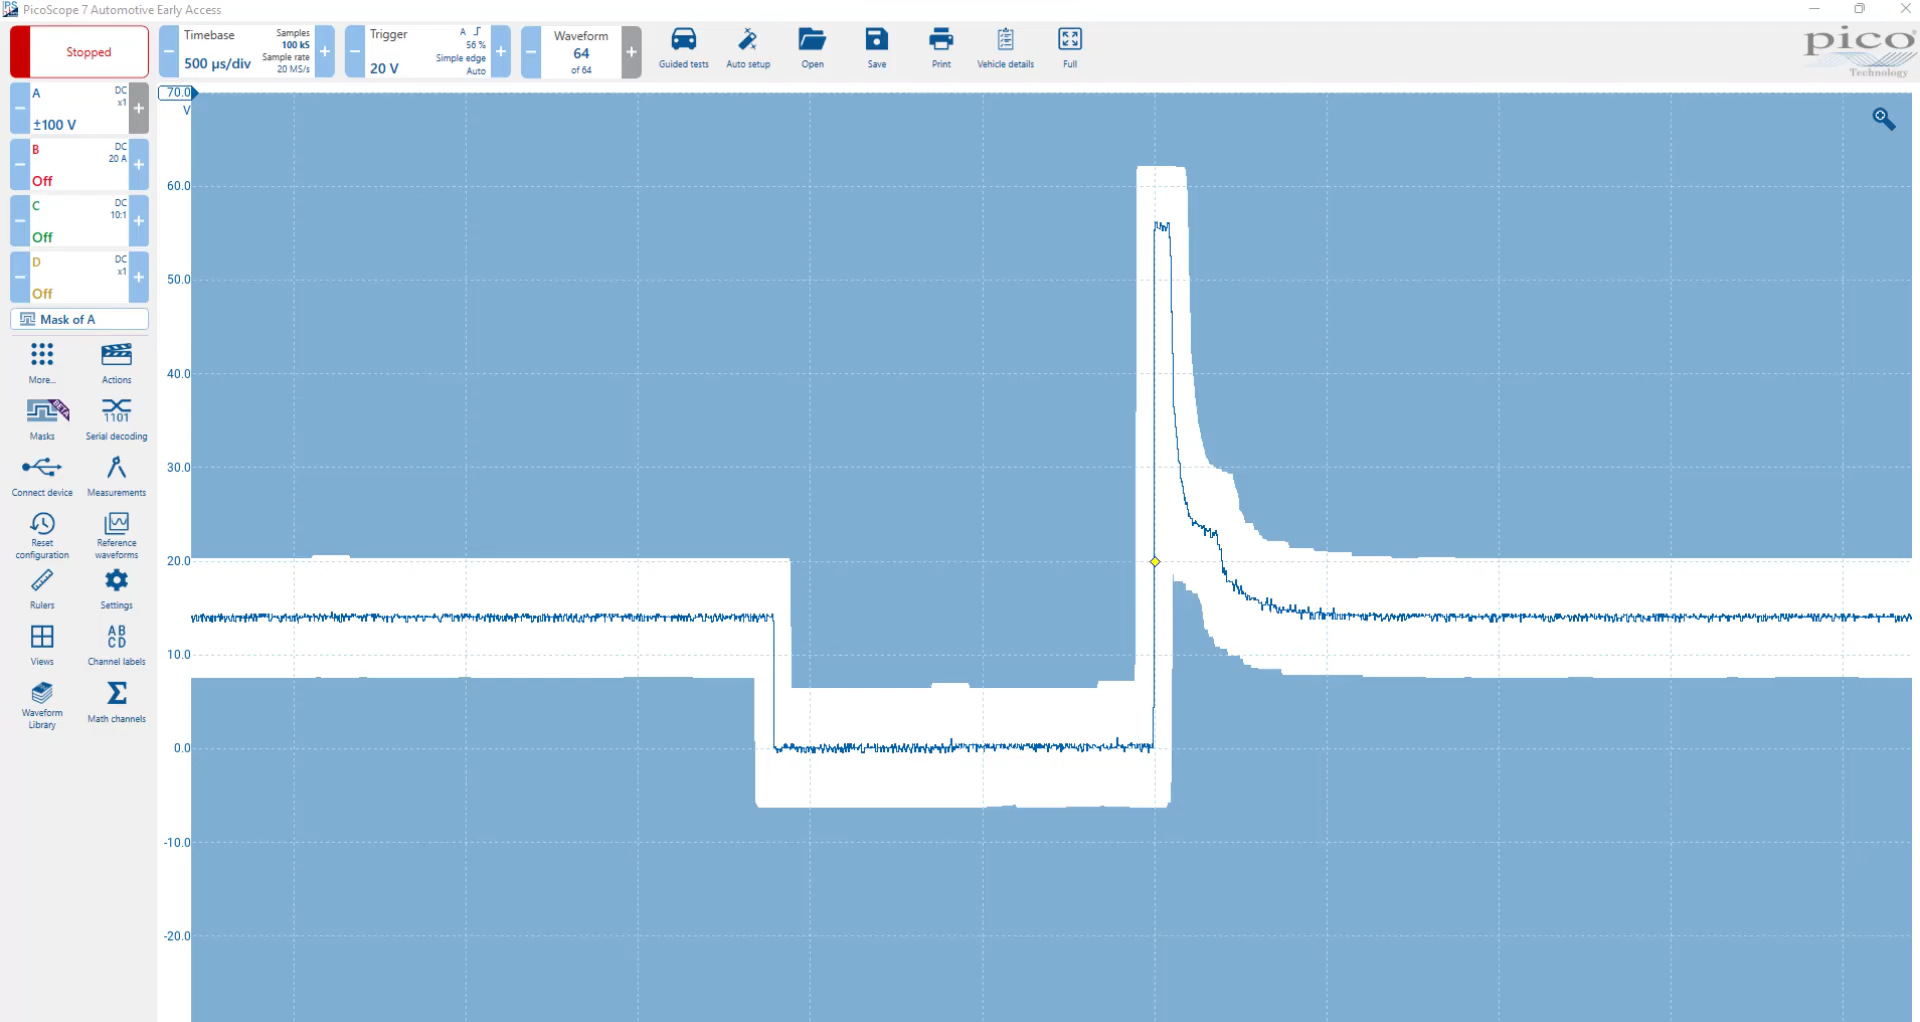 PicoScope 7 Automotive Early Access
Stopped
Timebase
500 µs/div
Samples
100 kS
Sample rate
20 MS/s
Trigger
20 V
A
56 %
Simple edge
Auto
Waveform
64
of 64
Guided tests
Auto setup
Open
Save
Print
Vehicle details
Full
pico
Technology
A
DC
x1
±100 V
B
DC
20 A
Off
C
DC
10:1
Off
D
DC
x1
Off
Mask of A
More...
Actions
BETA
Masks
1101
Serial decoding
Connect device
Measurements
Reset
configuration
Reference
waveforms
Rulers
Settings
Views
A B
C D
Channel labels
Waveform
Library
Σ
Math channels
70.0
V
60.0
50.0
40.0
30.0
20.0
10.0
0.0
-10.0
-20.0